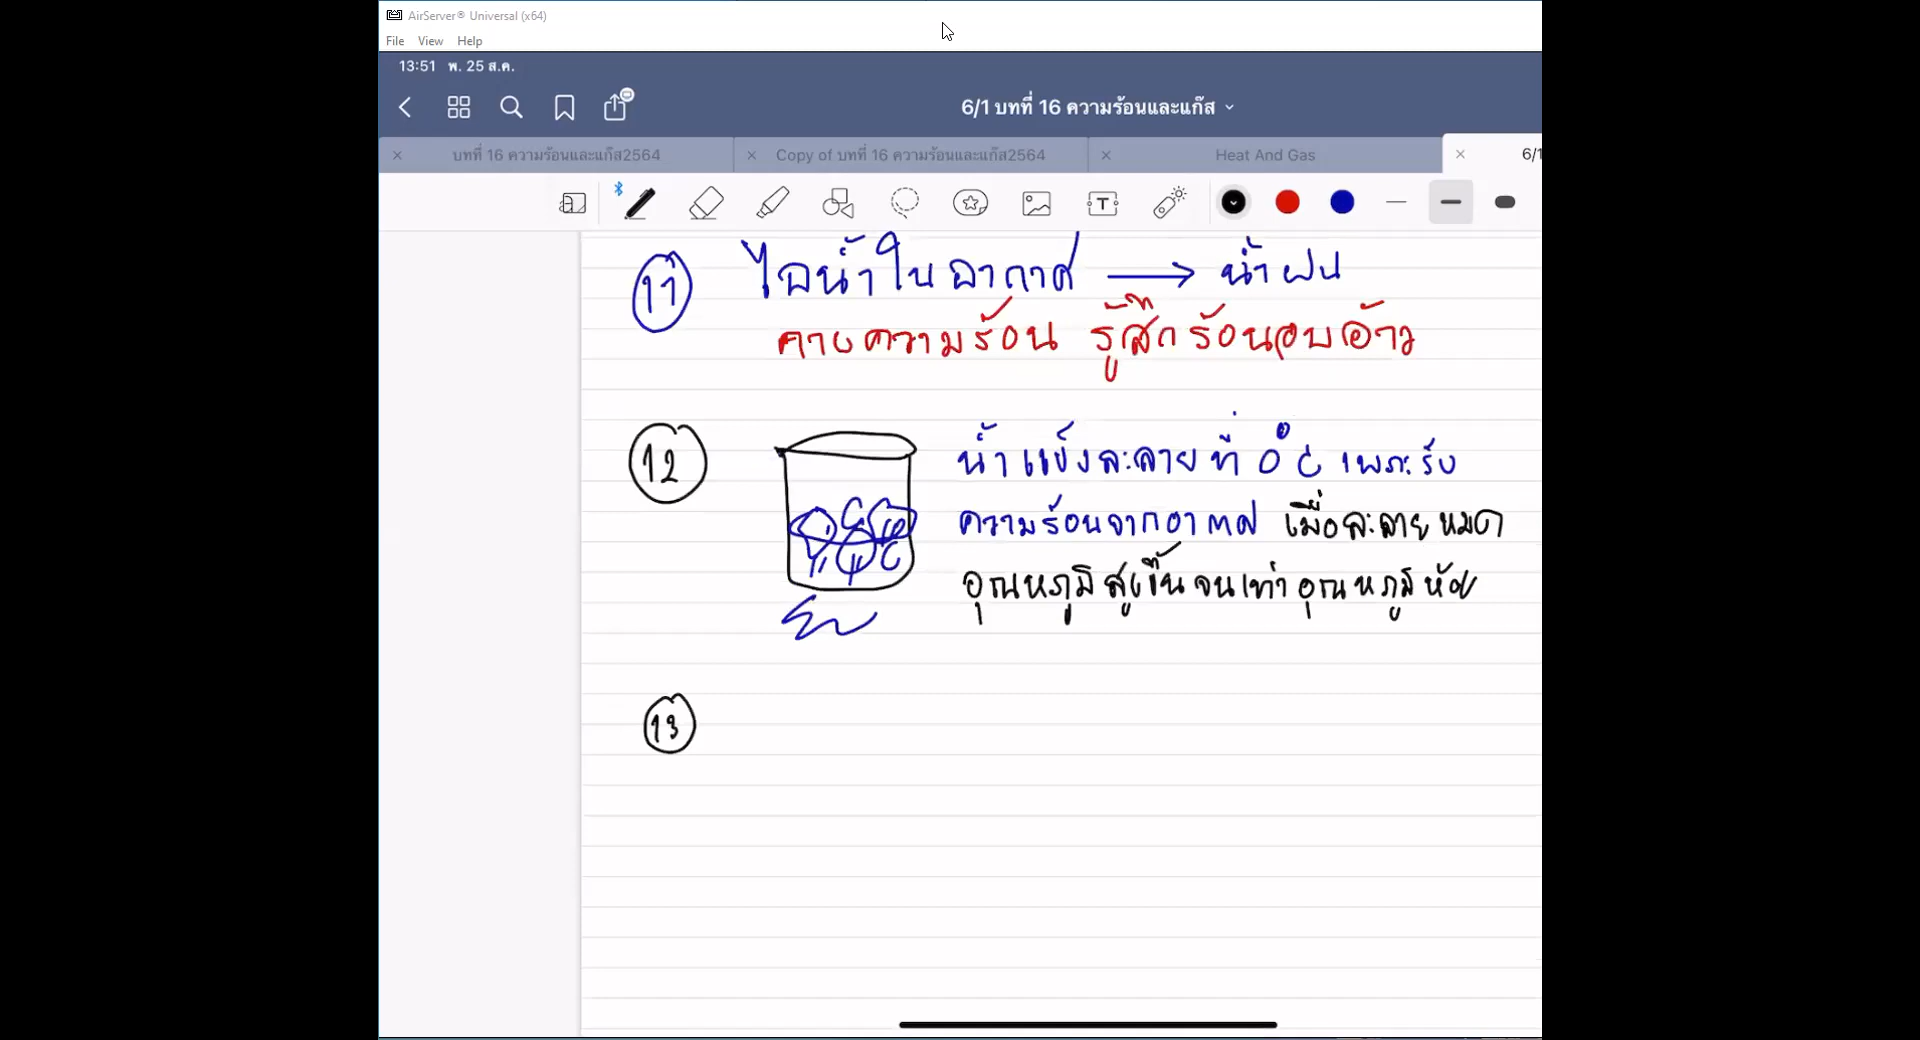 AirServer® Universal (x64)
File View Help
13:51 พ. 25 ส.ค.
6/1 บทที่ 16 ความร้อนและแก๊ส
บทที่ 16 ความร้อนและแก๊ส2564
Copy of บทที่ 16 ความร้อนและแก๊ส2564
Heat And Gas
6/1
T
11 ไอน้ำในอากาศ → น้ำฝน
คายความร้อน รู้สึกร้อนอบอ้าว
12 น้ำแข็งละลายที่ 0°C เพราะรับ
ความร้อนจากอากาศ เมื่อละลายหมด
อุณหภูมิสูงขึ้นจนเท่าอุณหภูมิห้อง
13